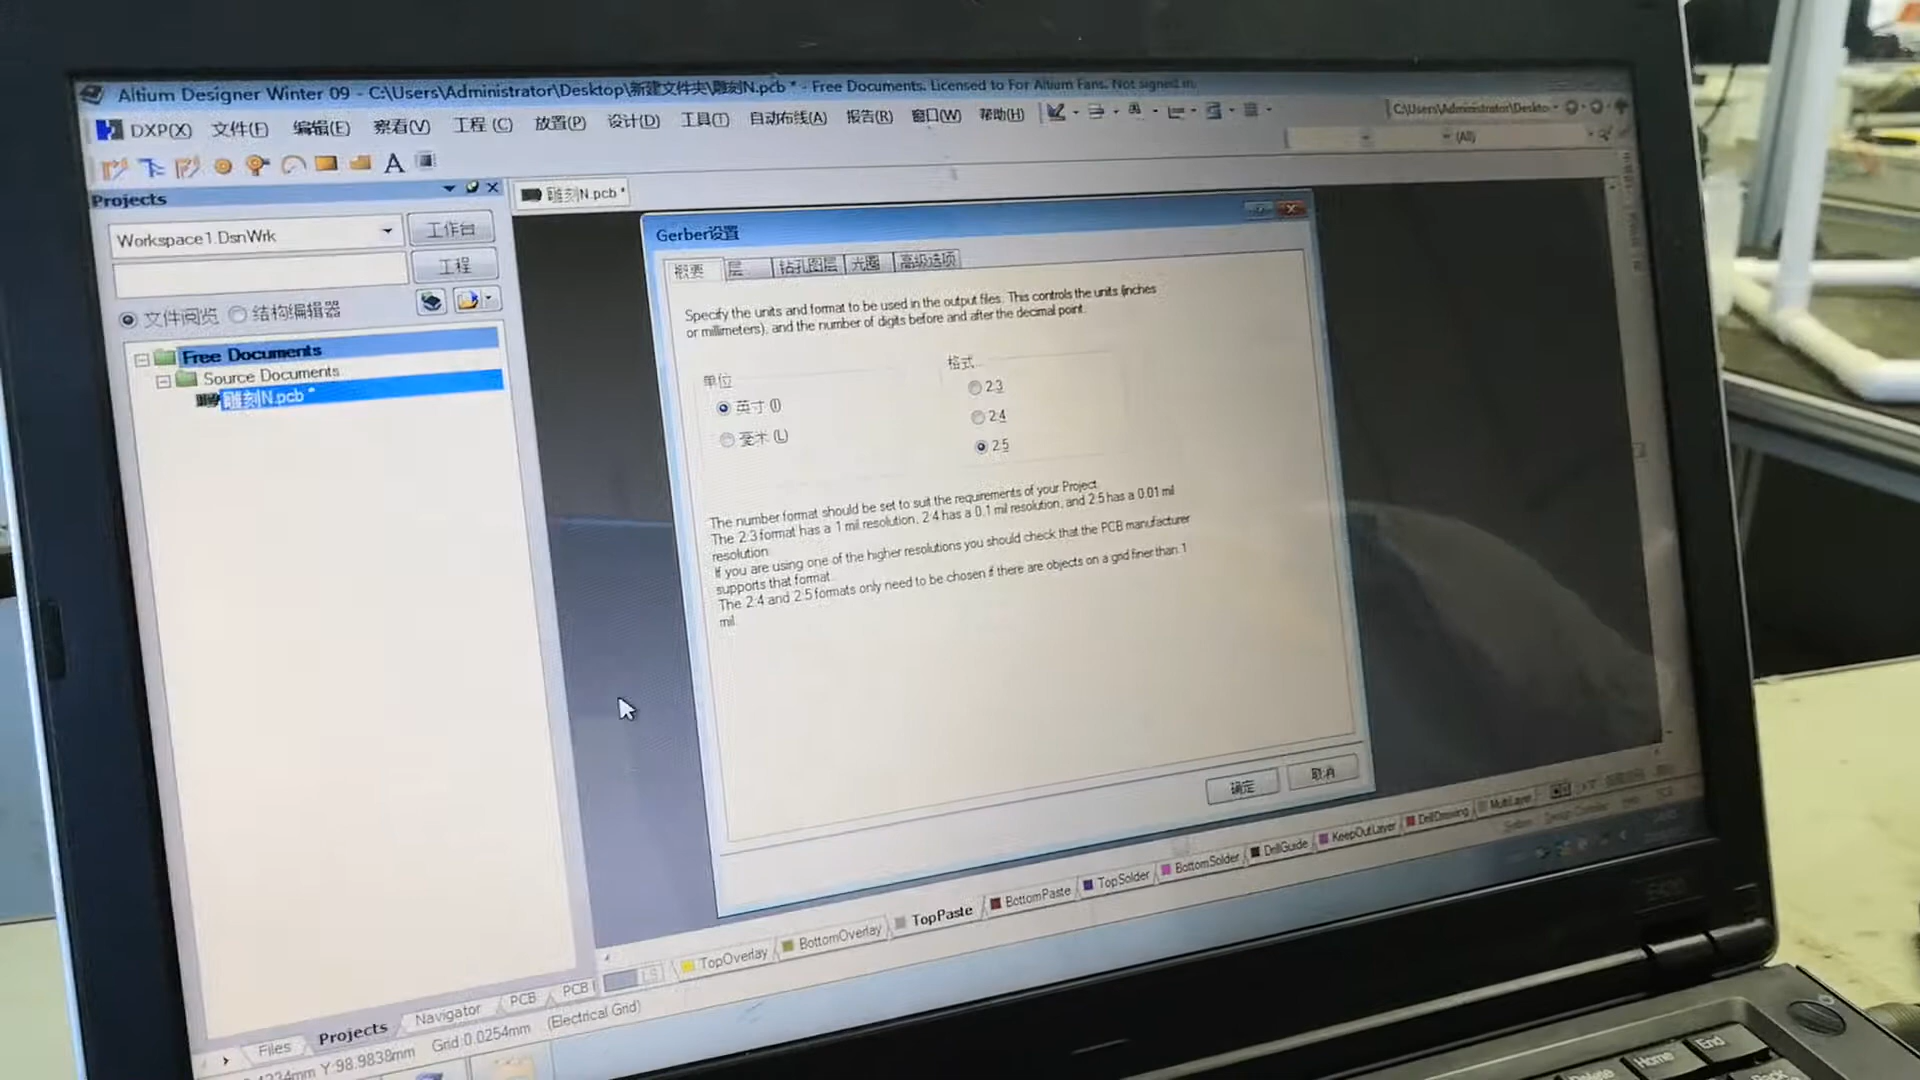 Altium Designer Winter 09 - C:\Users\Administrator\Desktop\新建文件夹\雕刻N.pcb * - Free Documents. Licensed to For Altium Fans. Not signed in.
DXP(X) 文件(F) 编辑(E) 察看(V) 工程 (C) 放置(P) 设计(D) 工具(T) 自动布线(A) 报告(R) 窗口(W) 帮助(H)
C:\Users\Administrator\Deskto
(All)
A
Projects
雕刻N.pcb *
Workspace1.DsnWrk
工作台
工程
文件阅览 结构编辑器
Free Documents
Source Documents
雕刻N.pcb *
Gerber设置
概要 层 钻孔图层 光圈 高级选项
Specify the units and format to be used in the output files. This controls the units (inches
or millimeters), and the number of digits before and after the decimal point.
单位
英寸 (I)
毫米 (L)
格式
2:3
2:4
2:5
The number format should be set to suit the requirements of your Project.
The 2:3 format has a 1 mil resolution, 2:4 has a 0.1 mil resolution, and 2:5 has a 0.01 mil
resolution.
If you are using one of the higher resolutions you should check that the PCB manufacturer
supports that format.
The 2:4 and 2:5 formats only need to be chosen if there are objects on a grid finer than 1
mil.
确定 取消
LS TopOverlay BottomOverlay TopPaste BottomPaste TopSolder BottomSolder DrillGuide KeepOutLayer DrillDrawing MultiLayer
Files Projects Navigator PCB PCB I
Y:98.9838mm Grid:0.0254mm (Electrical Grid)
E420
Delete Home End
Back